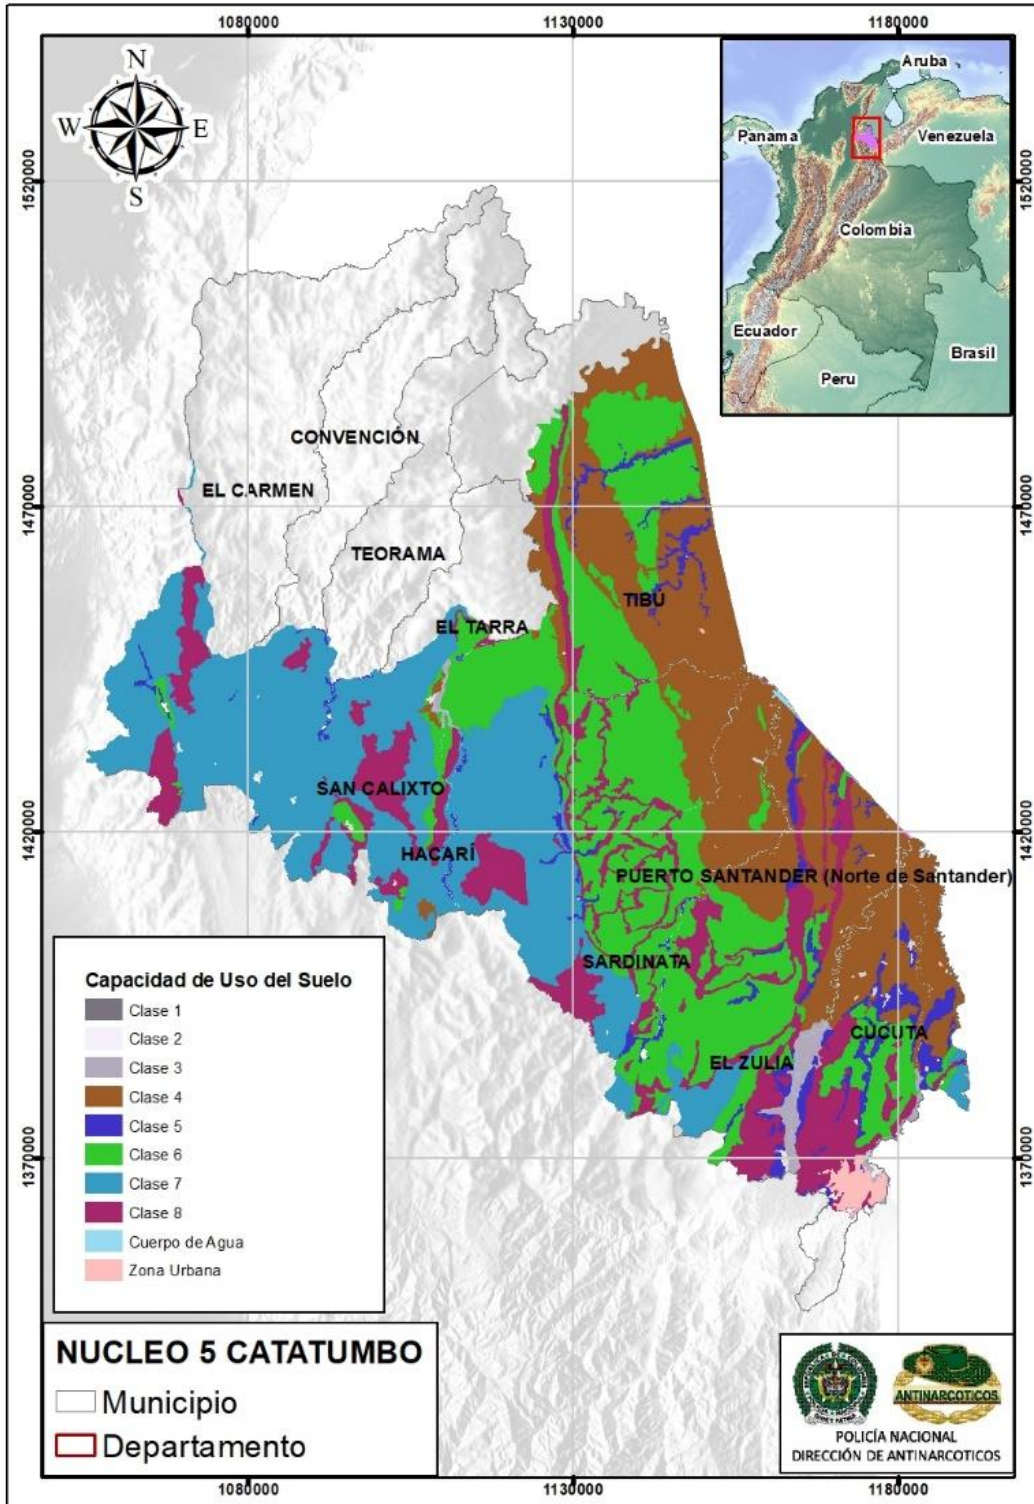 1080000
1130000
1180000
N
W
E
S
Aruba
Panama
Venezuela
Colombia
Ecuador
Brasil
Peru
1520000
1520000
CONVENCIÓN
EL CARMEN
1470000
1470000
TEORAMA
TIBÚ
EL TARRA
SAN CALIXTO
1420000
1420000
HACARÍ
PUERTO SANTANDER (Norte de Santander)
SARDINATA
CUCUTA
EL ZULIA
1370000
1370000
Capacidad de Uso del Suelo
Clase 1
Clase 2
Clase 3
Clase 4
Clase 5
Clase 6
Clase 7
Clase 8
Cuerpo de Agua
Zona Urbana
NUCLEO 5 CATATUMBO
Municipio
Departamento
ANTINARCOTICOS
POLICÍA NACIONAL
DIRECCIÓN DE ANTINARCOTICOS
1080000
1130000
1180000